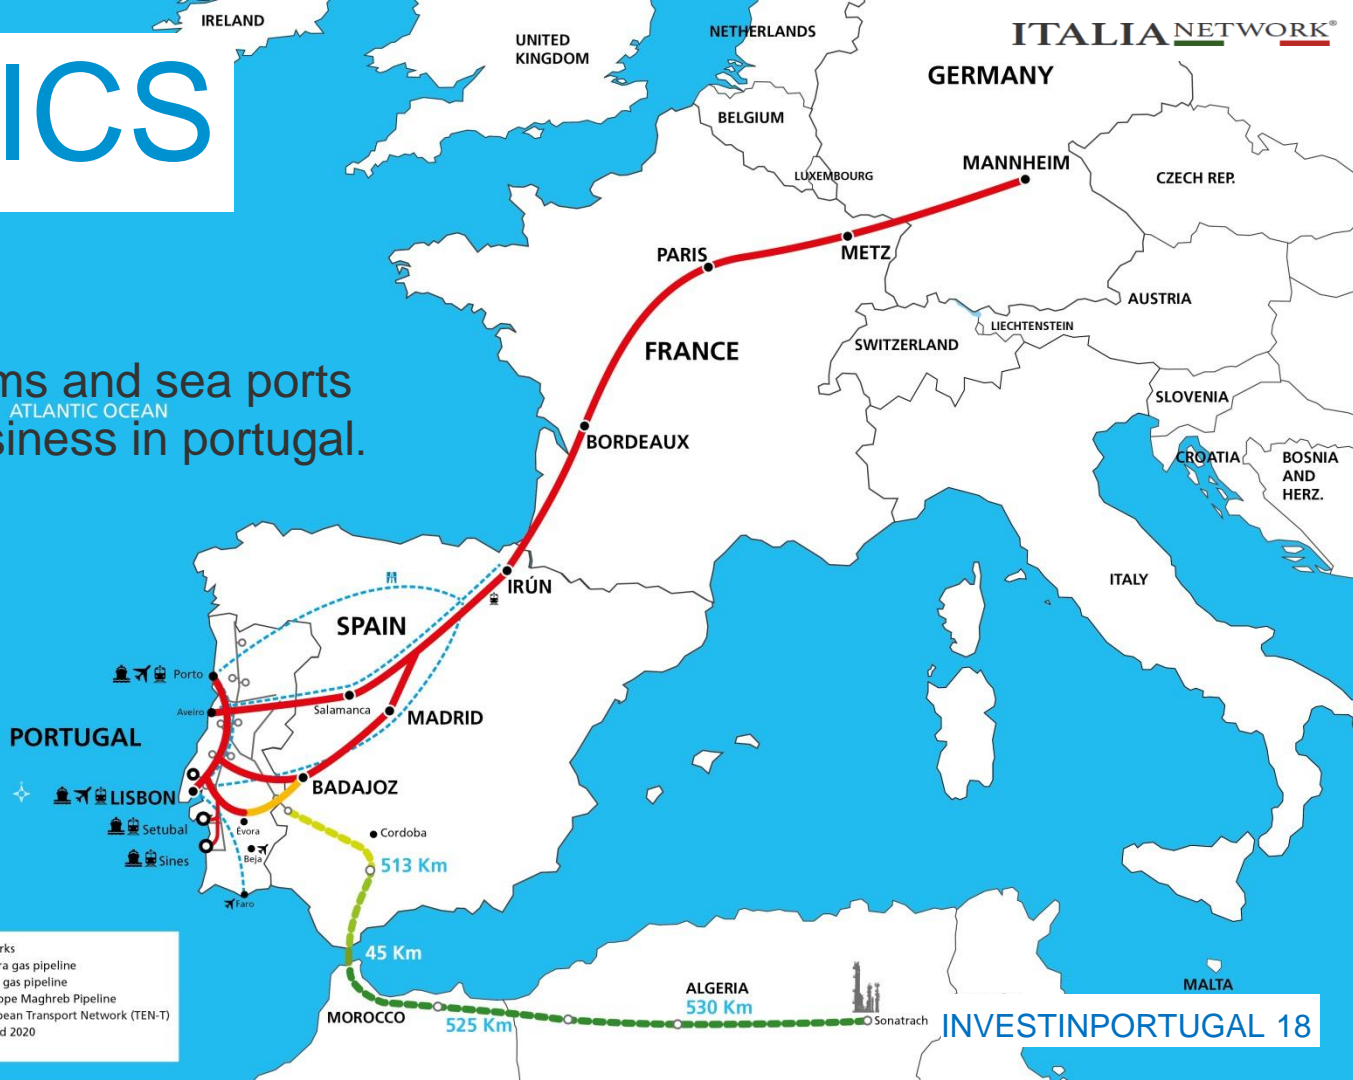 IRELAND
UNITED
KINGDOM
NETHERLANDS
ITALIA NETWORK®
GERMANY
ICS
BELGIUM
MANNHEIM
LUXEMBOURG
CZECH REP.
PARIS
METZ
AUSTRIA
LIECHTENSTEIN
FRANCE
SWITZERLAND
ms and sea ports
ATLANTIC OCEAN
siness in portugal.
SLOVENIA
BORDEAUX
CROATIA
BOSNIA
AND
HERZ.
IRÚN
ITALY
SPAIN
Porto
Aveiro
Salamanca
MADRID
PORTUGAL
BADAJOZ
LISBON
Setubal
Évora
Cordoba
Beja
Sines
513 Km
Faro
rks
ra gas pipeline
gas pipeline
ope Maghreb Pipeline
pean Transport Network (TEN-T)
d 2020
45 Km
ALGERIA
530 Km
MALTA
MOROCCO
525 Km
Sonatrach
INVESTINPORTUGAL 18